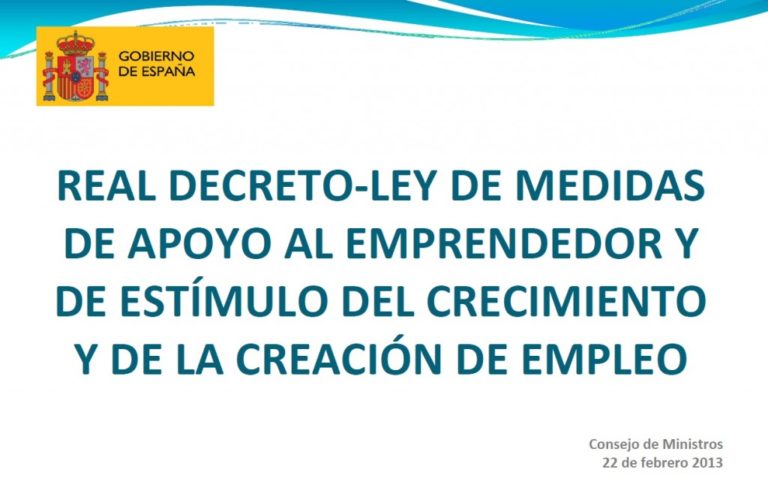 GOBIERNO
DE ESPAÑA
REAL DECRETO-LEY DE MEDIDAS
DE APOYO AL EMPRENDEDOR Y
DE ESTÍMULO DEL CRECIMIENTO
Y DE LA CREACIÓN DE EMPLEO
Consejo de Ministros
22 de febrero 2013